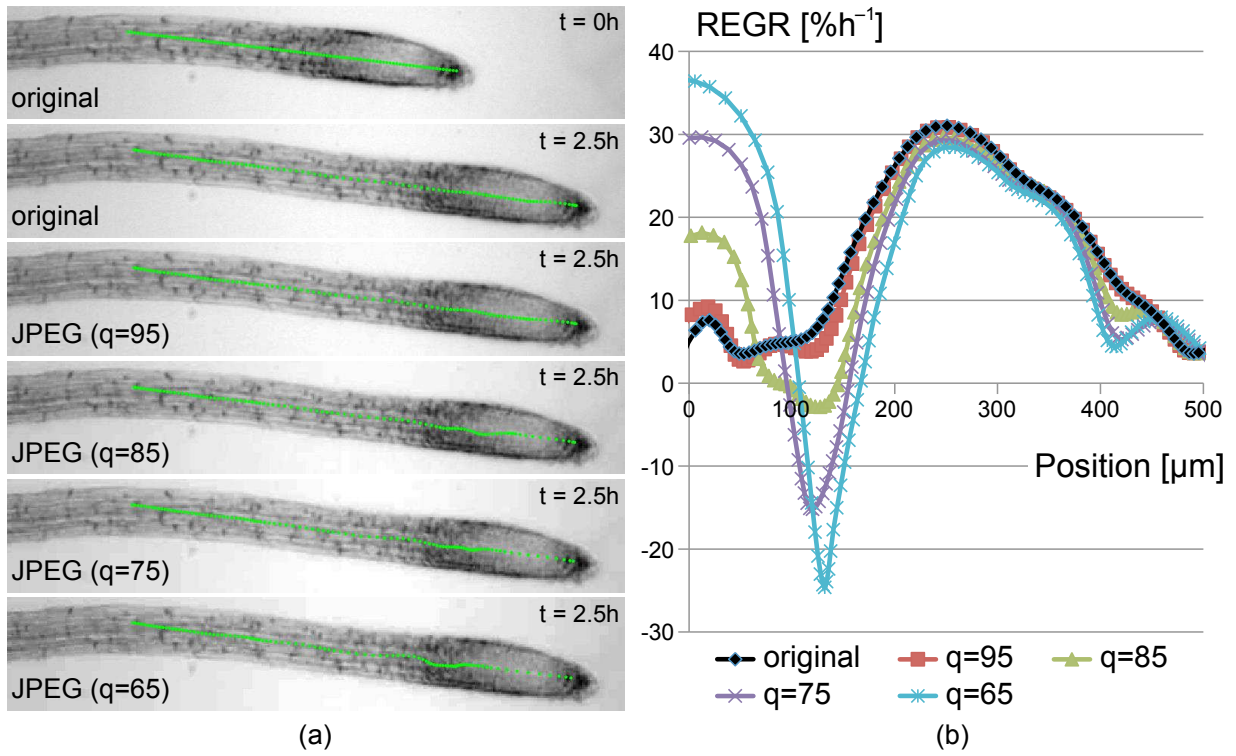 t = 0h
original
t = 2.5h
original
t = 2.5h
JPEG (q=95)
t = 2.5h
JPEG (q=85)
t = 2.5h
JPEG (q=75)
t = 2.5h
JPEG (q=65)
(a)
REGR [%h⁻¹]
40
30
20
10
0
-10
-20
-30
0 100 200 300 400 500
Position [µm]
original q=95 q=85
q=75 q=65
(b)